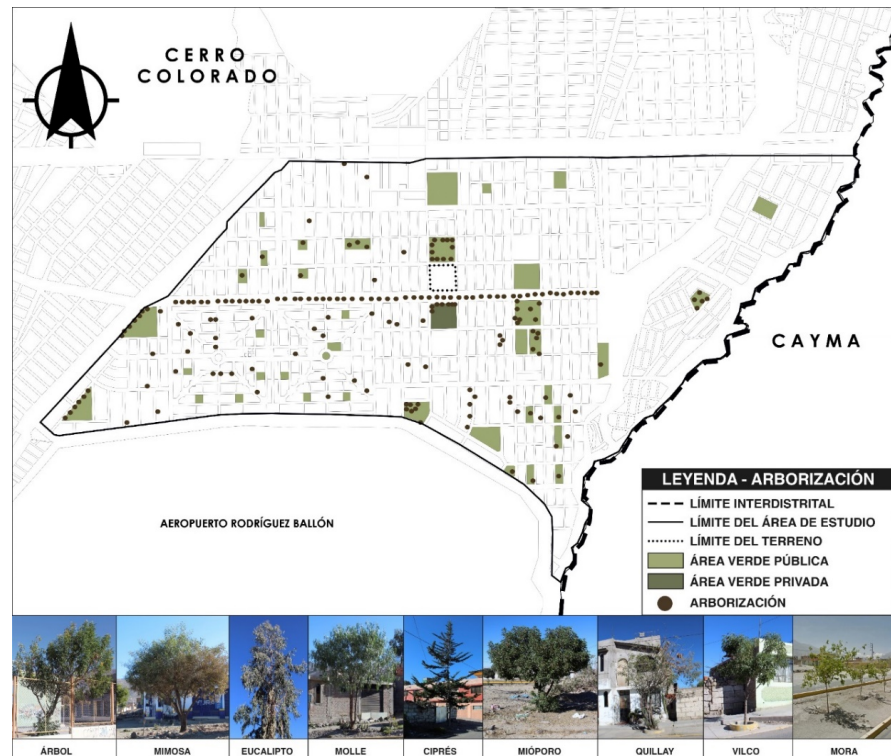 CERRO
COLORADO
CAYMA
AEROPUERTO RODRÍGUEZ BALLÓN
LEYENDA - ARBORIZACIÓN
LÍMITE INTERDISTRITAL
LÍMITE DEL ÁREA DE ESTUDIO
LÍMITE DEL TERRENO
ÁREA VERDE PÚBLICA
ÁREA VERDE PRIVADA
ARBORIZACIÓN
ÁRBOL
MIMOSA
EUCALIPTO
MOLLE
CIPRÉS
MIÓPORO
QUILLAY
VILCO
MORA